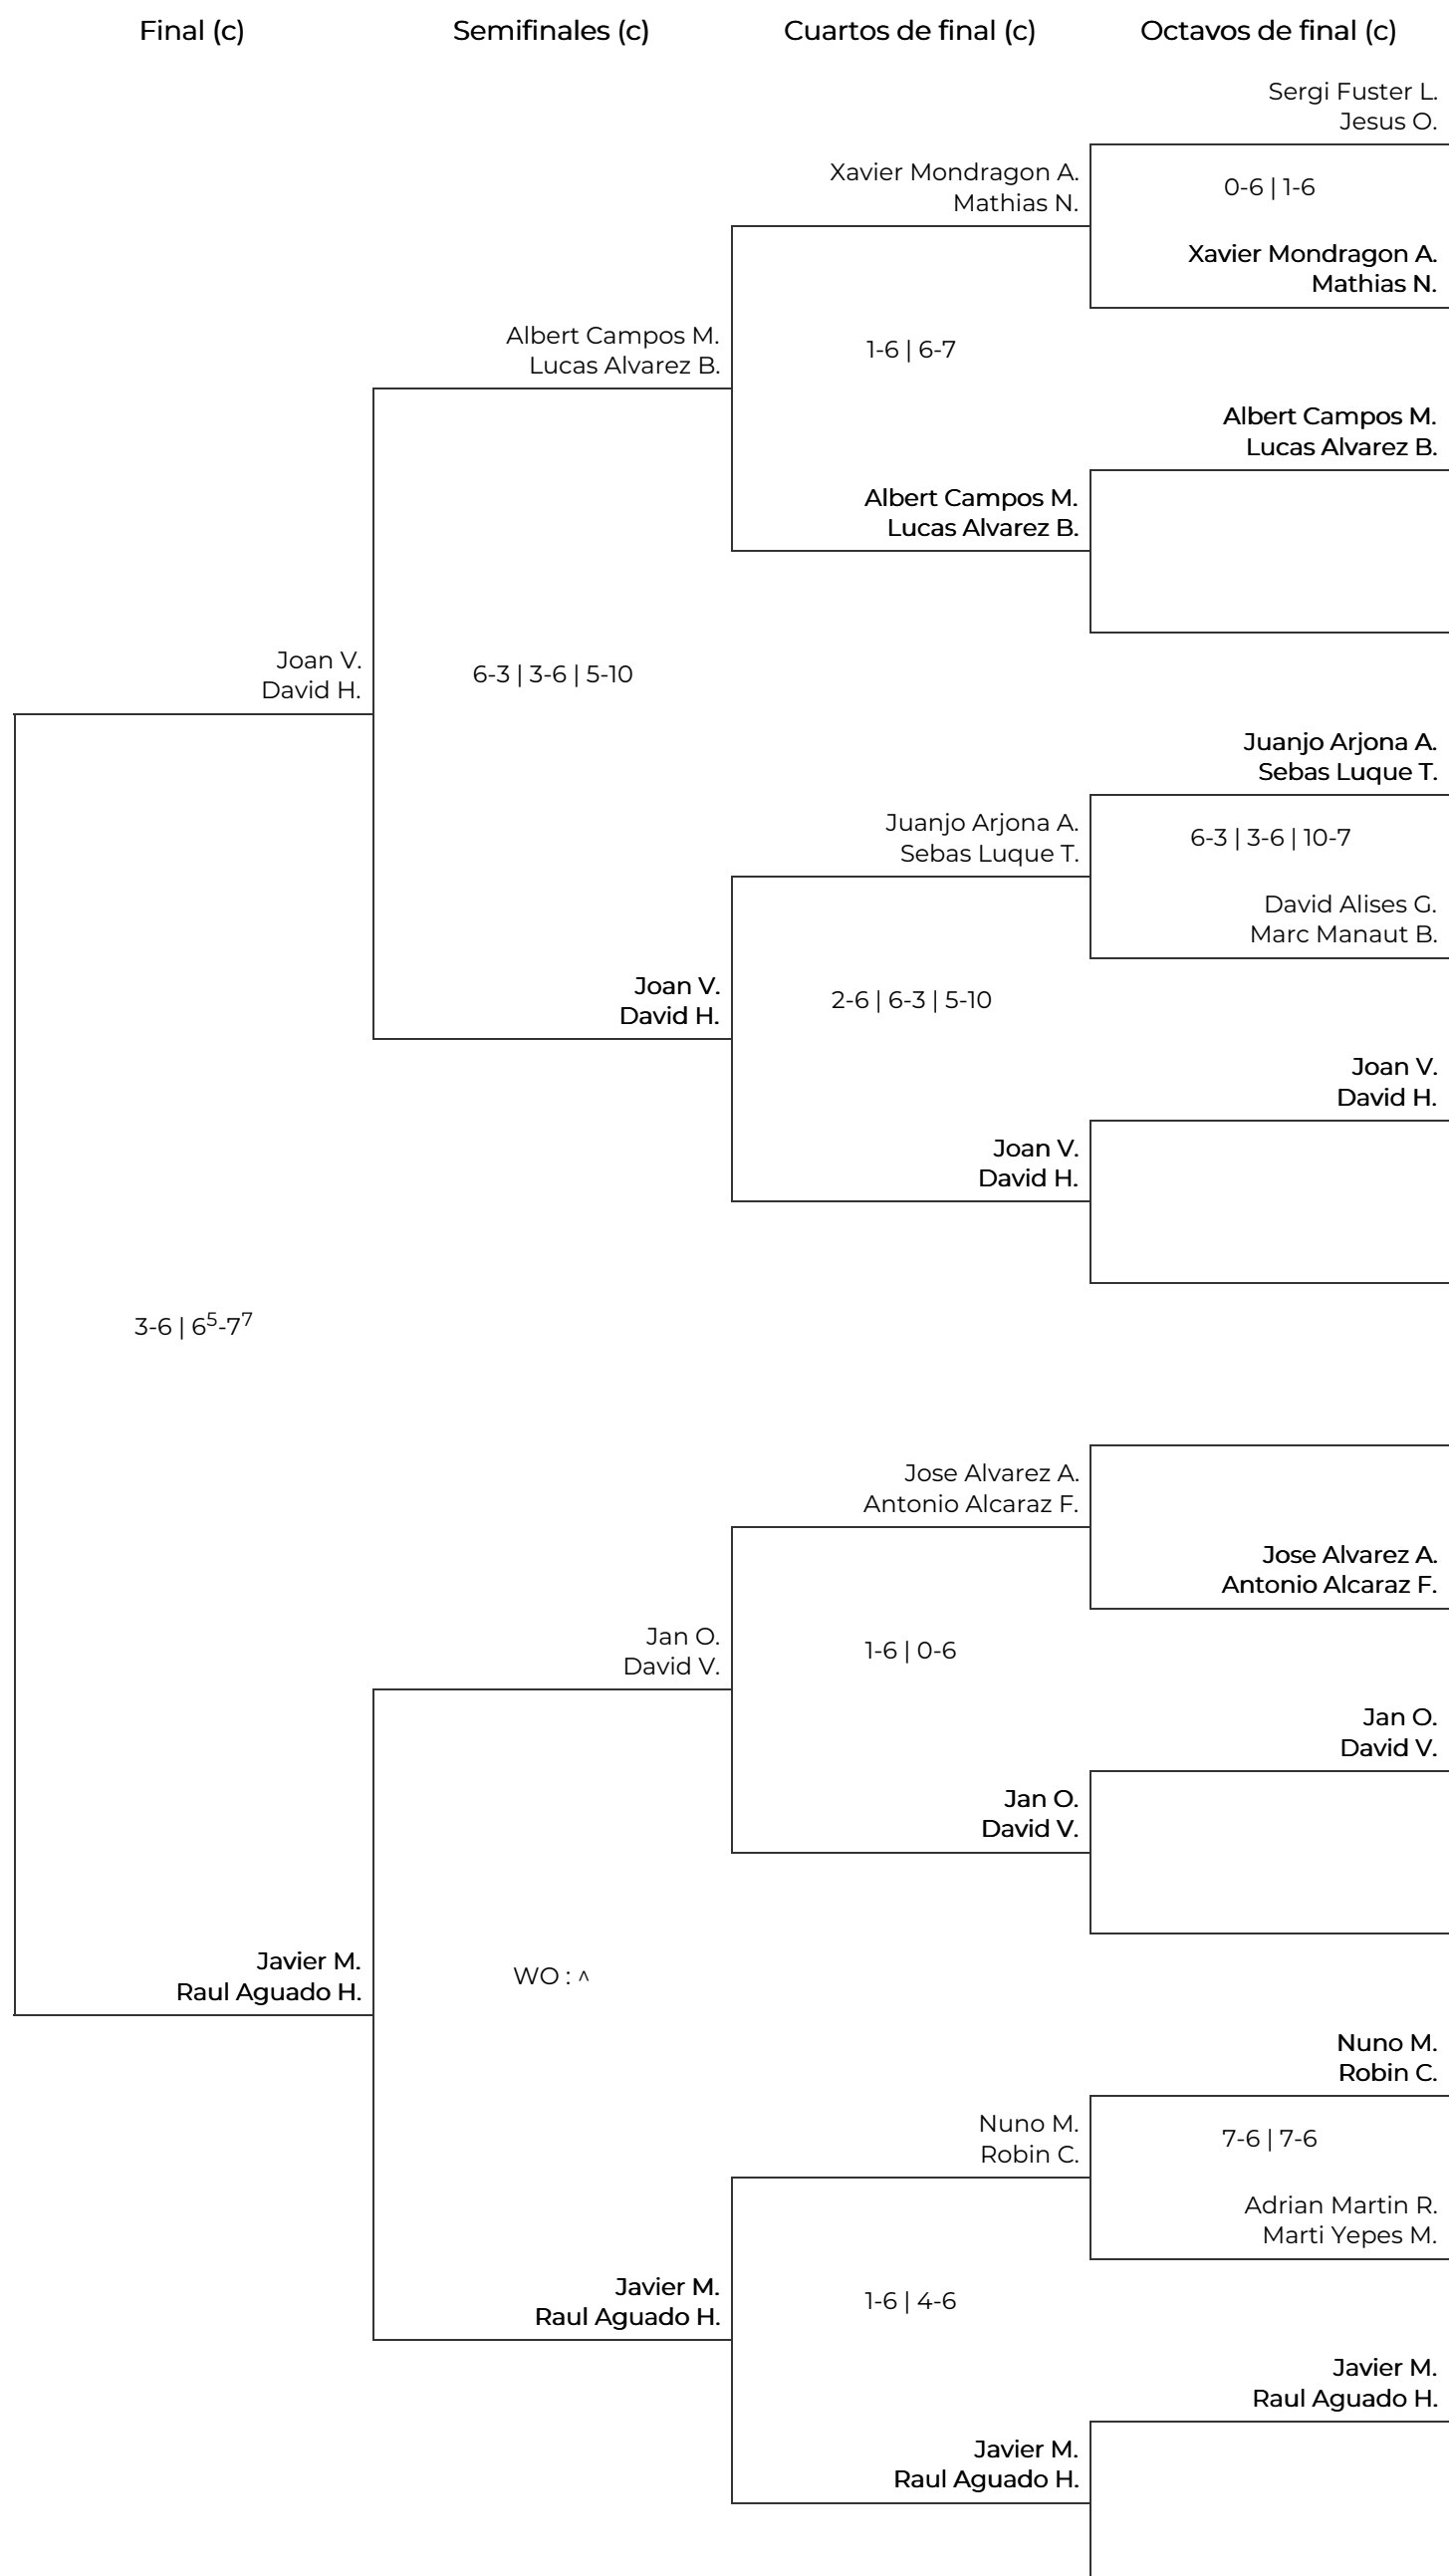 Final (c)
Semifinales (c)
Cuartos de final (c)
Octavos de final (c)
Sergi Fuster L.
Jesus O.
Xavier Mondragon A.
Mathias N.
0-6 | 1-6
Xavier Mondragon A.
Mathias N.
Albert Campos M.
Lucas Alvarez B.
1-6 | 6-7
Albert Campos M.
Lucas Alvarez B.
Albert Campos M.
Lucas Alvarez B.
Joan V.
David H.
6-3 | 3-6 | 5-10
Juanjo Arjona A.
Sebas Luque T.
Juanjo Arjona A.
Sebas Luque T.
6-3 | 3-6 | 10-7
David Alises G.
Marc Manaut B.
Joan V.
David H.
2-6 | 6-3 | 5-10
Joan V.
David H.
Joan V.
David H.
3-6 | 6⁵-7⁷
Jose Alvarez A.
Antonio Alcaraz F.
Jose Alvarez A.
Antonio Alcaraz F.
Jan O.
David V.
1-6 | 0-6
Jan O.
David V.
Jan O.
David V.
Javier M.
Raul Aguado H.
WO : ^
Nuno M.
Robin C.
Nuno M.
Robin C.
7-6 | 7-6
Adrian Martin R.
Marti Yepes M.
Javier M.
Raul Aguado H.
1-6 | 4-6
Javier M.
Raul Aguado H.
Javier M.
Raul Aguado H.